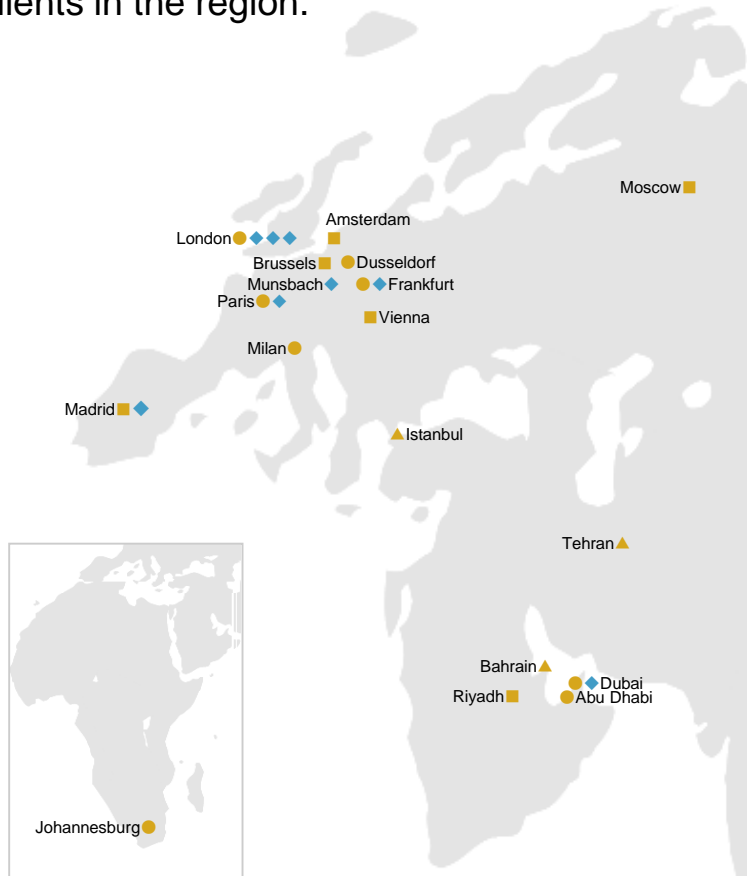 lients in the region.
Moscow
Amsterdam
London
Brussels
Dusseldorf
Munsbach
Frankfurt
Paris
Vienna
Milan
Madrid
Istanbul
Tehran
Bahrain
Dubai
Riyadh
Abu Dhabi
Johannesburg